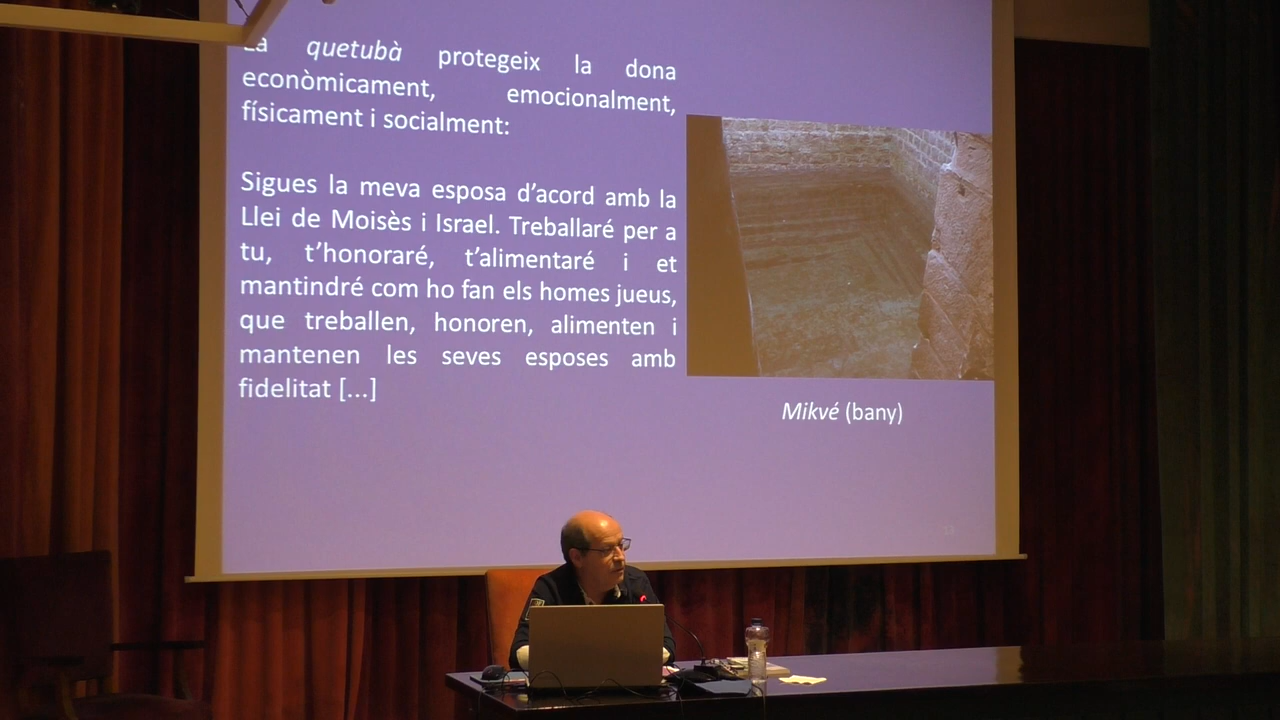 La quetubà protegeix la dona
econòmicament, emocionalment,
físicament i socialment:
Sigues la meva esposa d’acord amb la
Llei de Moisès i Israel. Treballaré per a
tu, t’honoraré, t’alimentaré i et
mantindré com ho fan els homes jueus,
que treballen, honoren, alimenten i
mantenen les seves esposes amb
fidelitat [...]
Mikvé (bany)